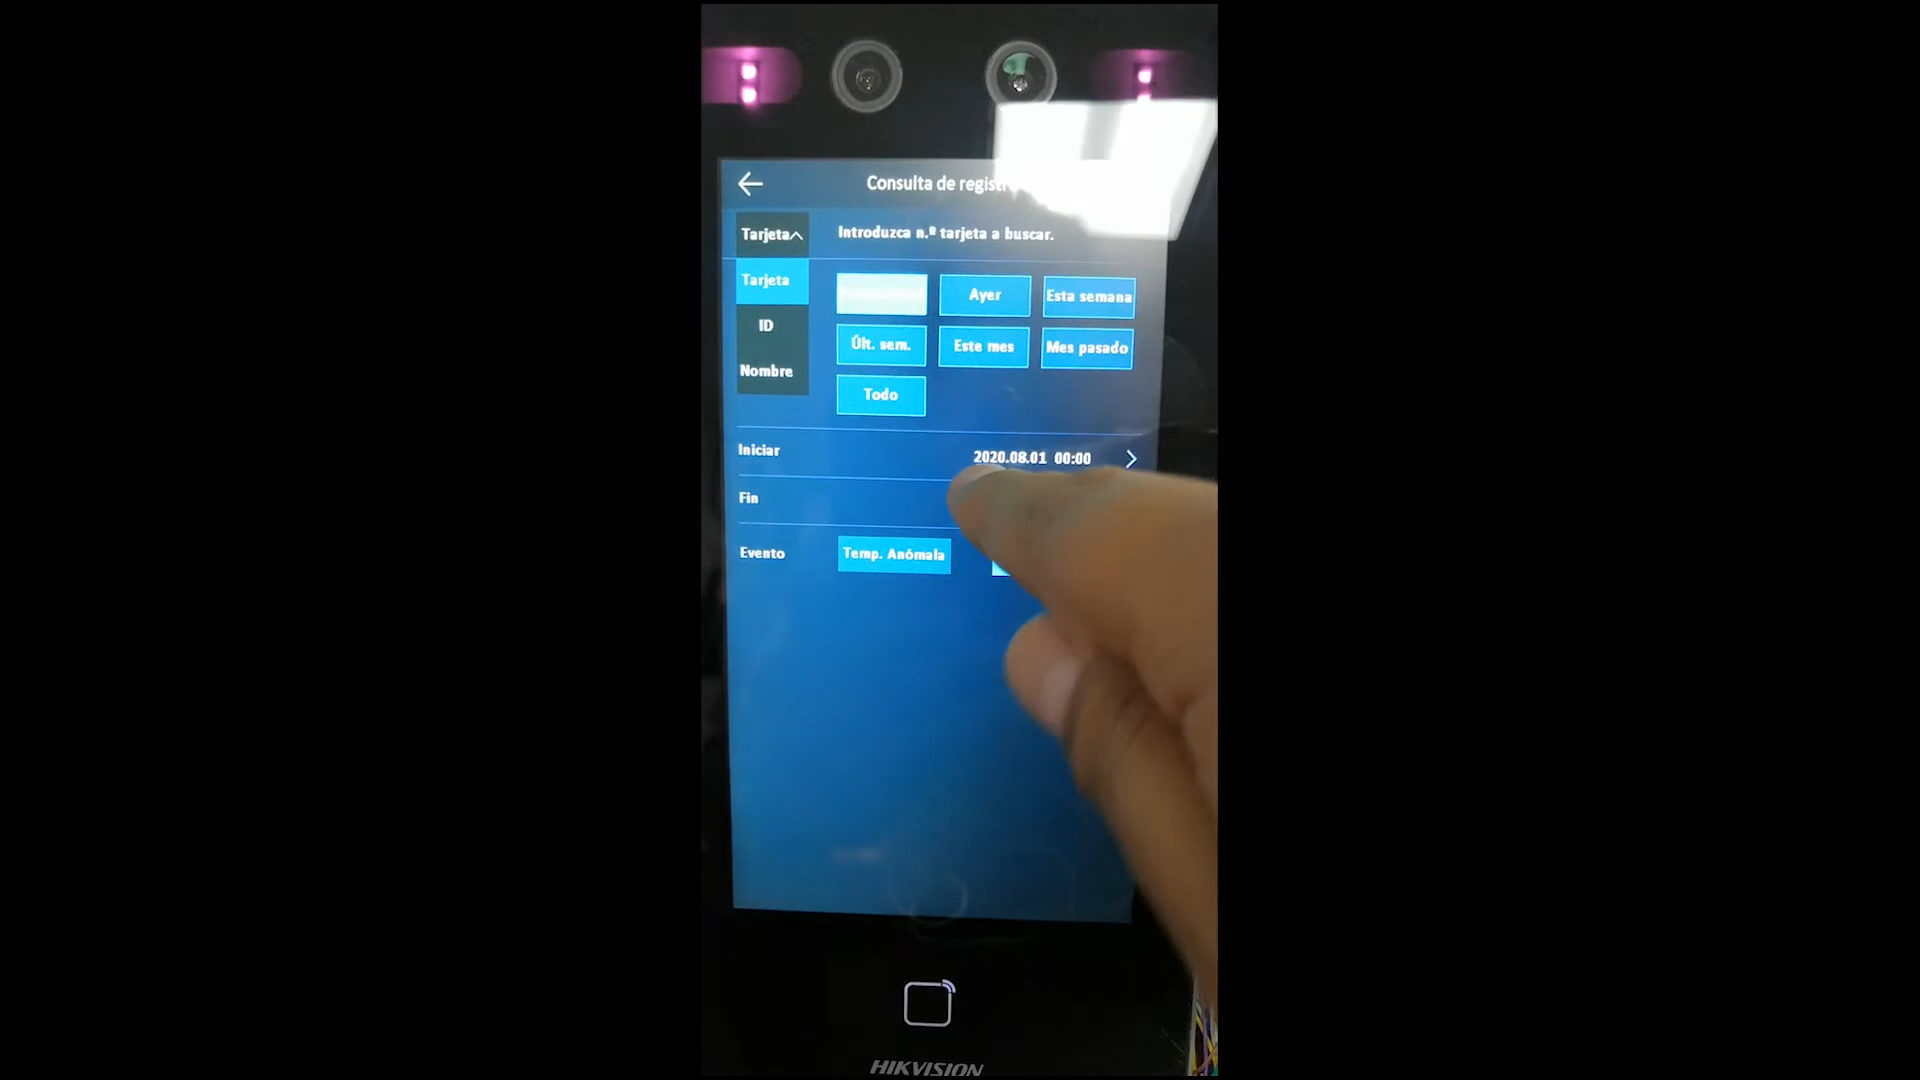 Consulta de registr
Tarjeta
Introduzca n.º tarjeta a buscar.
Tarjeta
ID
Nombre
Ayer
Esta semana
Últ. sem.
Este mes
Mes pasado
Todo
Iniciar
2020.08.01 00:00
Fin
Evento
Temp. Anómala
HIKVISION